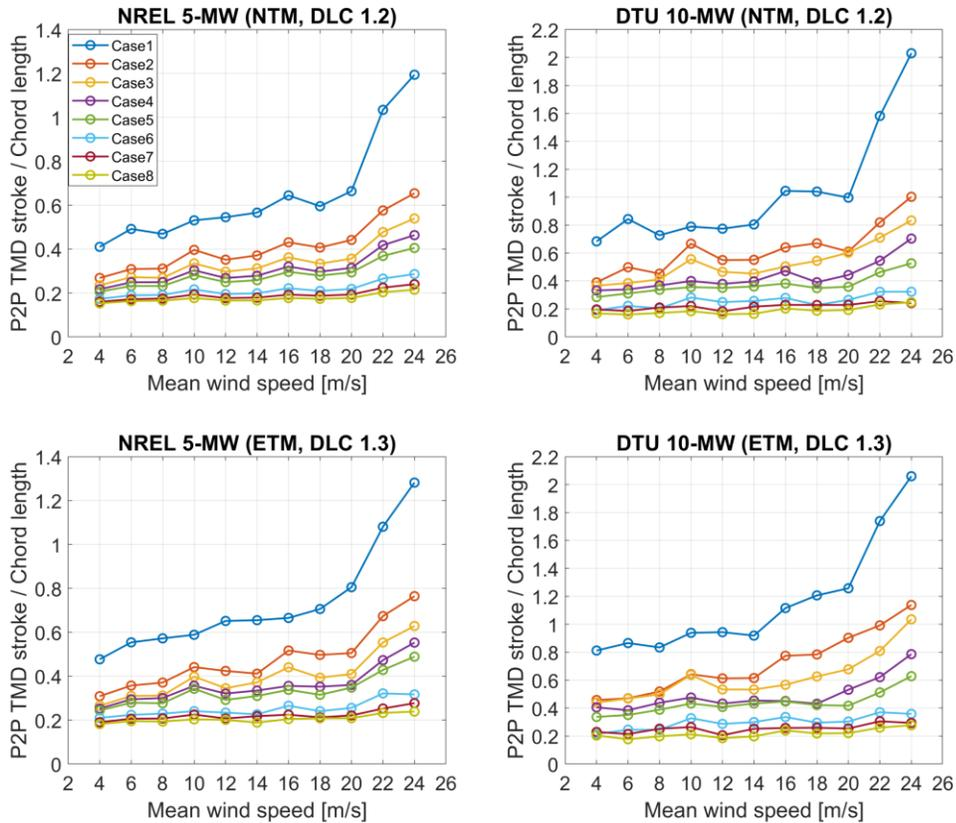 NREL 5-MW (NTM, DLC 1.2)
P2P TMD stroke / Chord length
1.4
1.2
1
0.8
0.6
0.4
0.2
0
Case1
Case2
Case3
Case4
Case5
Case6
Case7
Case8
2 4 6 8 10 12 14 16 18 20 22 24 26
Mean wind speed [m/s]
DTU 10-MW (NTM, DLC 1.2)
P2P TMD stroke / Chord length
2.2
2
1.8
1.6
1.4
1.2
1
0.8
0.6
0.4
0.2
0
2 4 6 8 10 12 14 16 18 20 22 24 26
Mean wind speed [m/s]
NREL 5-MW (ETM, DLC 1.3)
P2P TMD stroke / Chord length
1.4
1.2
1
0.8
0.6
0.4
0.2
0
2 4 6 8 10 12 14 16 18 20 22 24 26
Mean wind speed [m/s]
DTU 10-MW (ETM, DLC 1.3)
P2P TMD stroke / Chord length
2.2
2
1.8
1.6
1.4
1.2
1
0.8
0.6
0.4
0.2
0
2 4 6 8 10 12 14 16 18 20 22 24 26
Mean wind speed [m/s]